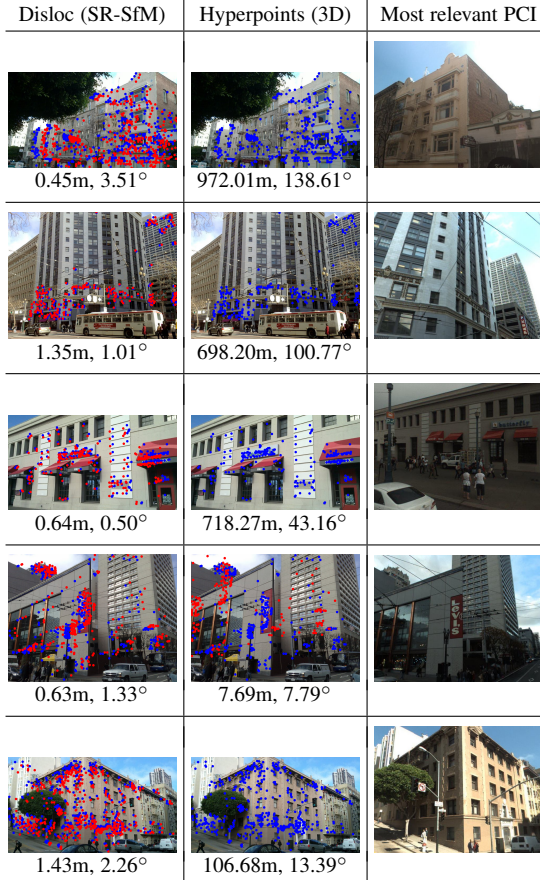 Disloc (SR-SfM) Hyperpoints (3D) Most relevant PCI
0.45m, 3.51° 972.01m, 138.61°
1.35m, 1.01° 698.20m, 100.77°
0.64m, 0.50° 718.27m, 43.16°
Levi's
0.63m, 1.33° 7.69m, 7.79°
1.43m, 2.26° 106.68m, 13.39°